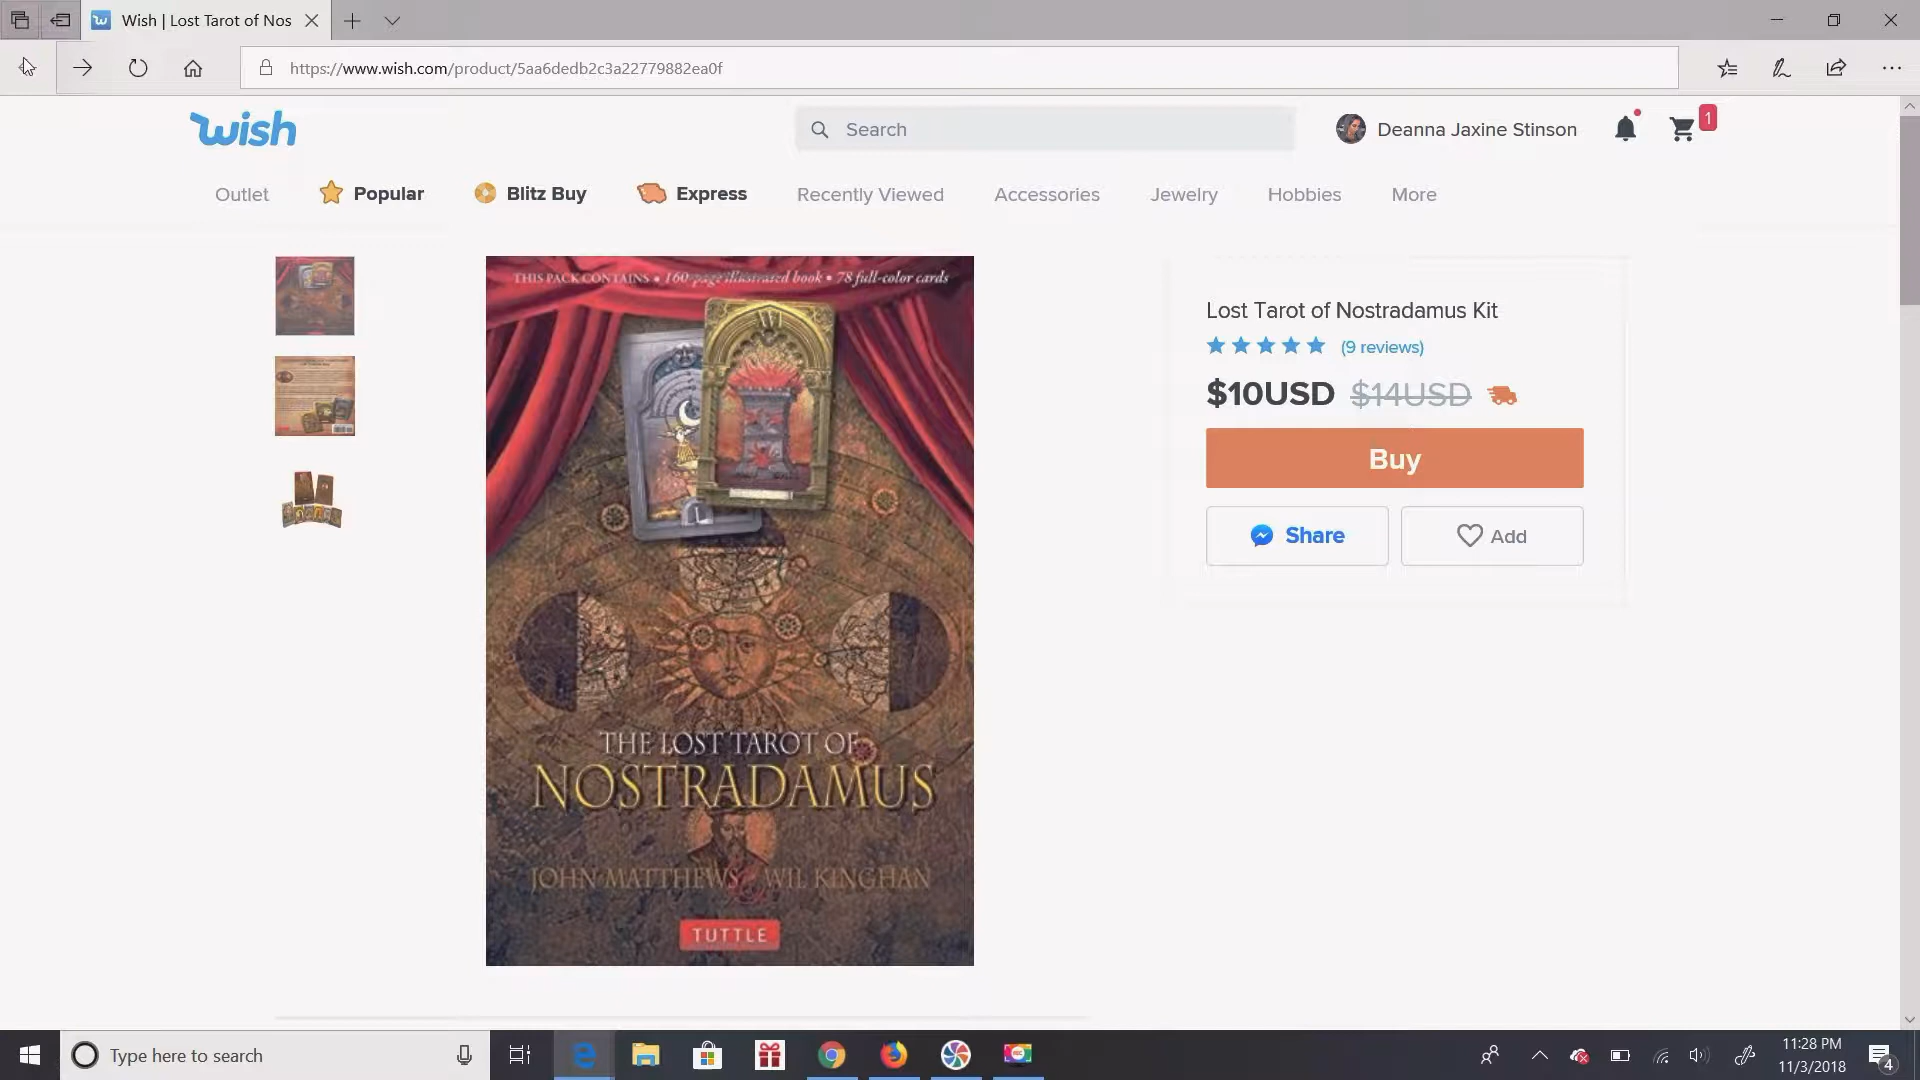 Wish | Lost Tarot of Nos
https://www.wish.com/product/5aa6dedb2c3a22779882ea0f
wish
Search
Deanna Jaxine Stinson
1
Outlet
Popular
Blitz Buy
Express
Recently Viewed
Accessories
Jewelry
Hobbies
More
THIS PACK CONTAINS • 160-page illustrated book • 78 full-color cards
THE LOST TAROT OF
NOSTRADAMUS
JOHN MATTHEWS WIL KINGHAN
TUTTLE
Lost Tarot of Nostradamus Kit
(9 reviews)
$10USD $14USD
Buy
Share
Add
Type here to search
11:28 PM
11/3/2018
4